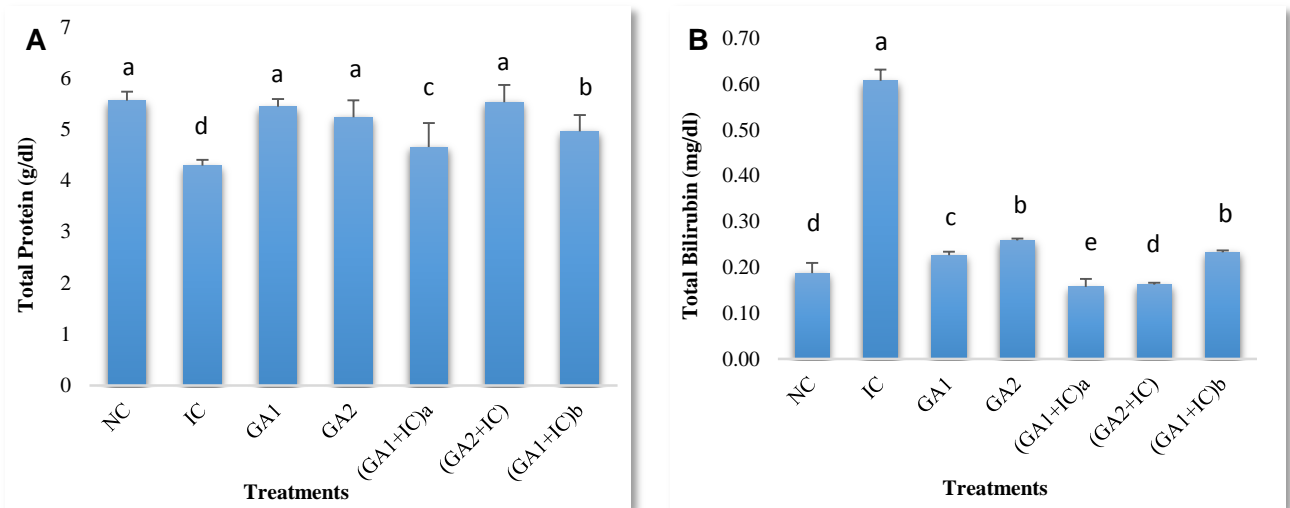 A
Total Protein (g/dl)
7
6
5
4
3
2
1
0
a
d
a
a
c
a
b
NC
IC
GA1
GA2
(GA1+IC)a
(GA2+IC)
(GA1+IC)b
Treatments
B
Total Bilirubin (mg/dl)
0.70
0.60
0.50
0.40
0.30
0.20
0.10
0.00
d
a
c
b
e
d
b
NC
IC
GA1
GA2
(GA1+IC)a
(GA2+IC)
(GA1+IC)b
Treatments